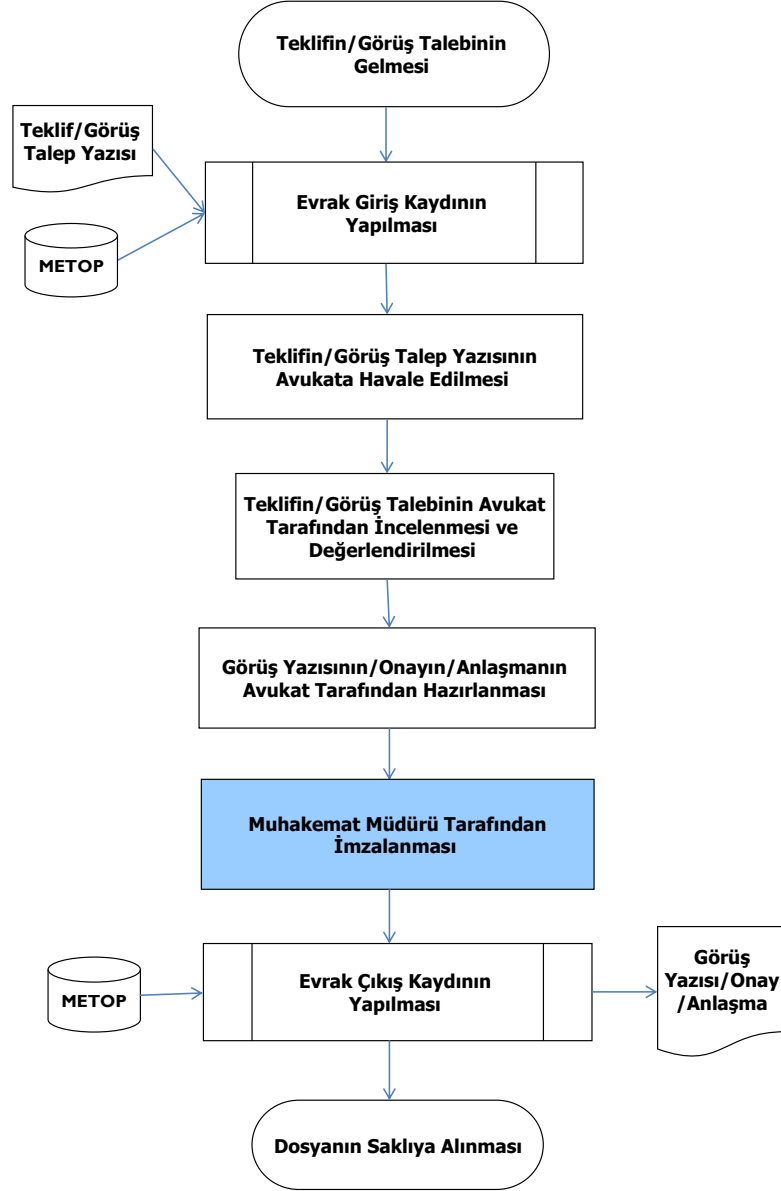 Teklifin/Görüş Talebinin
Gelmesi
Teklif/Görüş
Talep Yazısı
Evrak Giriş Kaydının
Yapılması
METOP
Teklifin/Görüş Talep Yazısının
Avukata Havale Edilmesi
Teklifin/Görüş Talebinin Avukat
Tarafından İncelenmesi ve
Değerlendirilmesi
Görüş Yazısının/Onayın/Anlaşmanın
Avukat Tarafından Hazırlanması
Muhakemat Müdürü Tarafından
İmzalanması
METOP
Evrak Çıkış Kaydının
Yapılması
Görüş
Yazısı/Onay
/Anlaşma
Dosyanın Saklıya Alınması